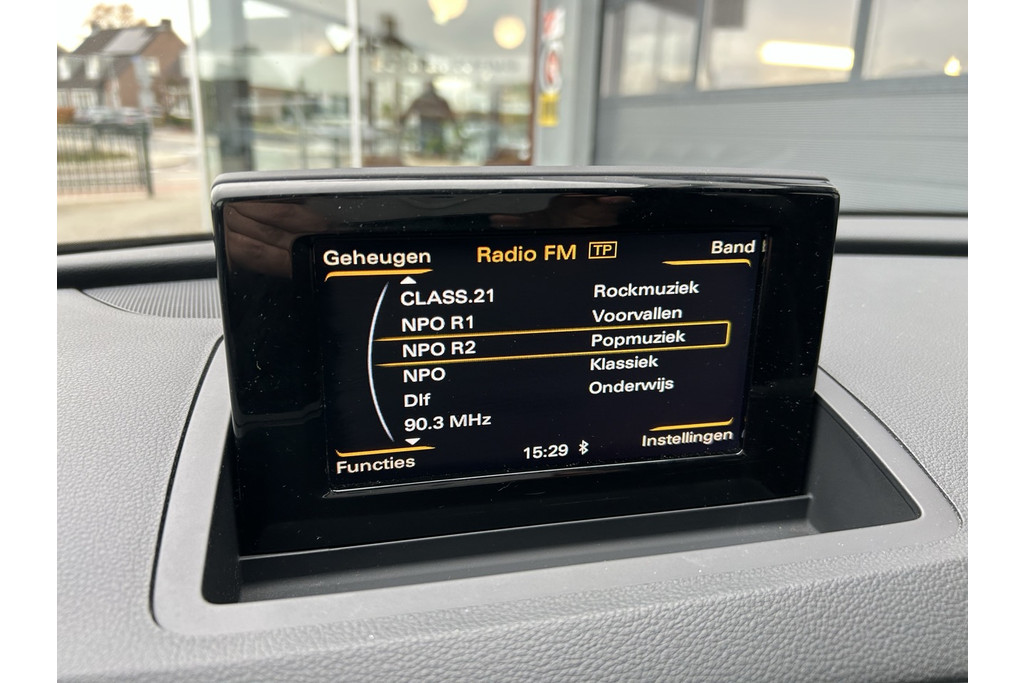 Geheugen Radio FM TP Band
CLASS.21 Rockmuziek
NPO R1 Voorvallen
NPO R2 Popmuziek
NPO Klassiek
Dlf Onderwijs
90.3 MHz
Functies 15:29 Instellingen